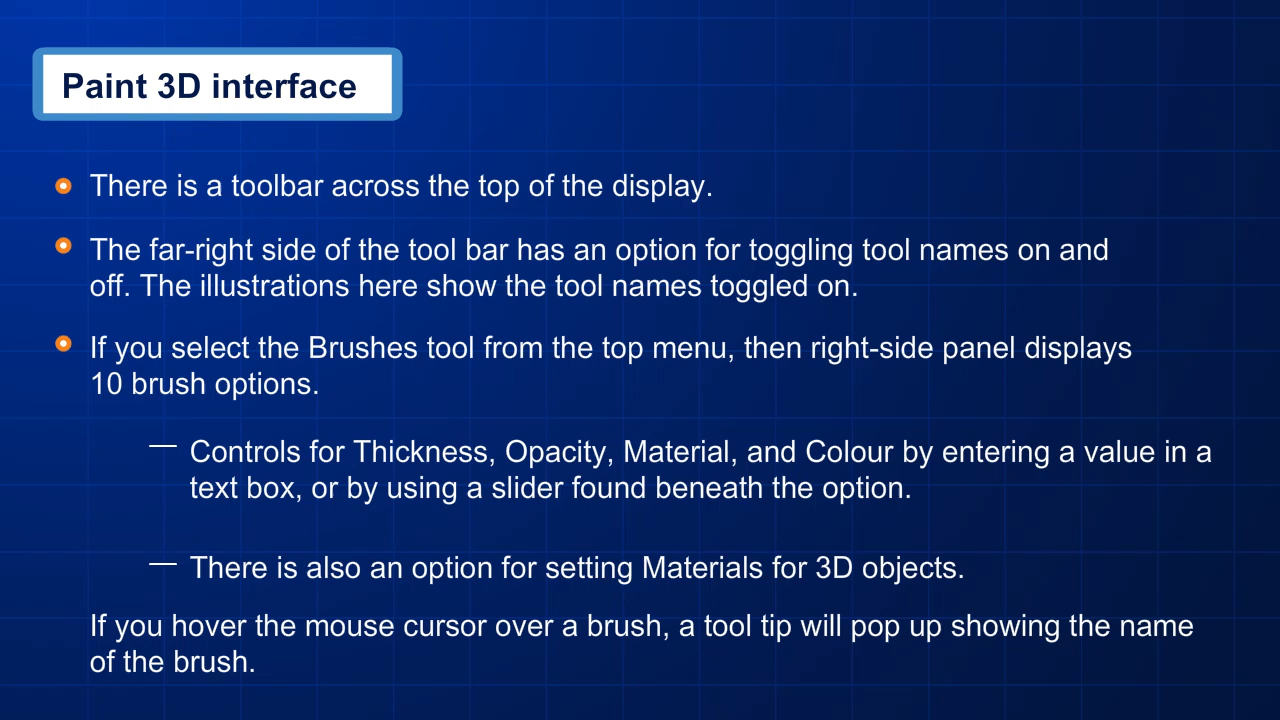 Paint 3D interface
There is a toolbar across the top of the display.
The far-right side of the tool bar has an option for toggling tool names on and
off. The illustrations here show the tool names toggled on.
If you select the Brushes tool from the top menu, then right-side panel displays
10 brush options.
— Controls for Thickness, Opacity, Material, and Colour by entering a value in a
text box, or by using a slider found beneath the option.
— There is also an option for setting Materials for 3D objects.
If you hover the mouse cursor over a brush, a tool tip will pop up showing the name
of the brush.